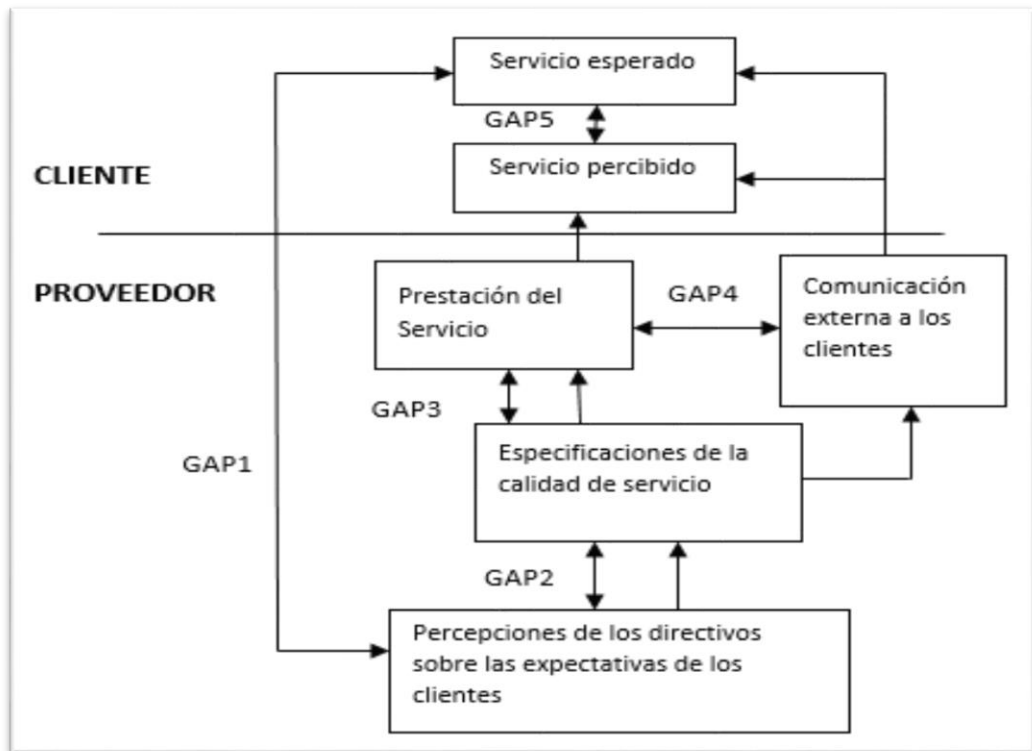 Servicio esperado
GAP5
Servicio percibido
CLIENTE
PROVEEDOR
Prestación del
Servicio
GAP4
Comunicación
externa a los
clientes
GAP3
GAP1
Especificaciones de la
calidad de servicio
GAP2
Percepciones de los directivos
sobre las expectativas de los
clientes